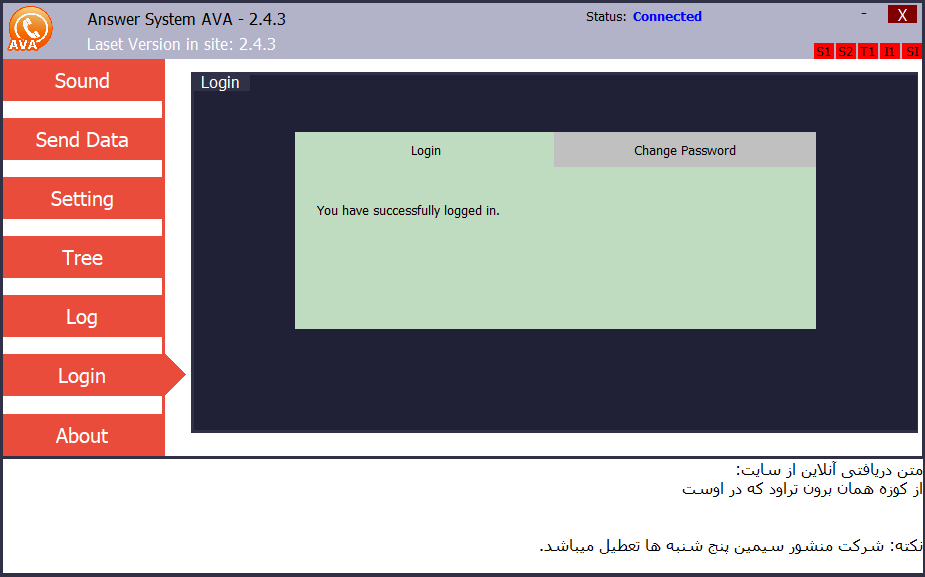 AVA
Answer System AVA - 2.4.3
Laset Version in site: 2.4.3
Status: Connected
- X
S1 S2 T1 I1 SI
Sound
Send Data
Setting
Tree
Log
Login
About
Login
Login Change Password
You have successfully logged in.
متن دریافتی آنلاین از سایت:
از کوزه همان برون تراود که در اوست
نکته: شرکت منشور سیمین پنج شنبه ها تعطیل میباشد.